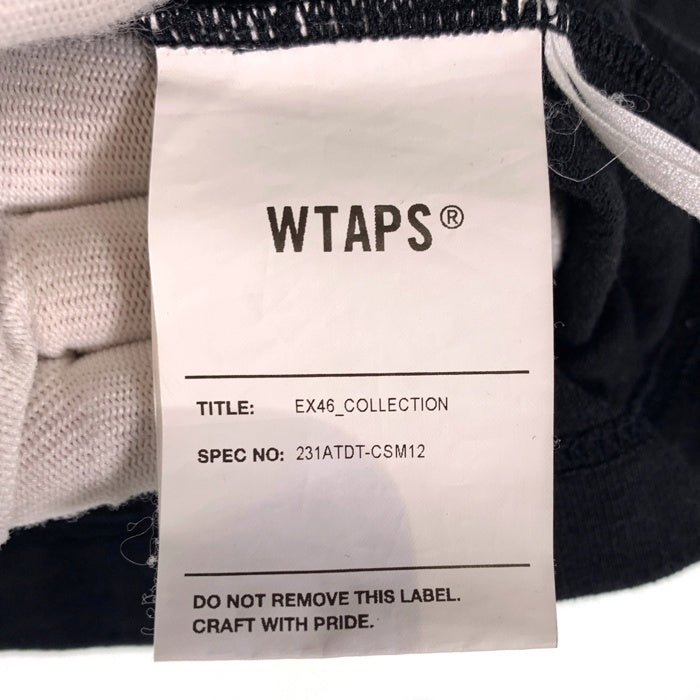 WTAPS®
TITLE: EX46_COLLECTION
SPEC NO: 231ATDT-CSM12
DO NOT REMOVE THIS LABEL.
CRAFT WITH PRIDE.